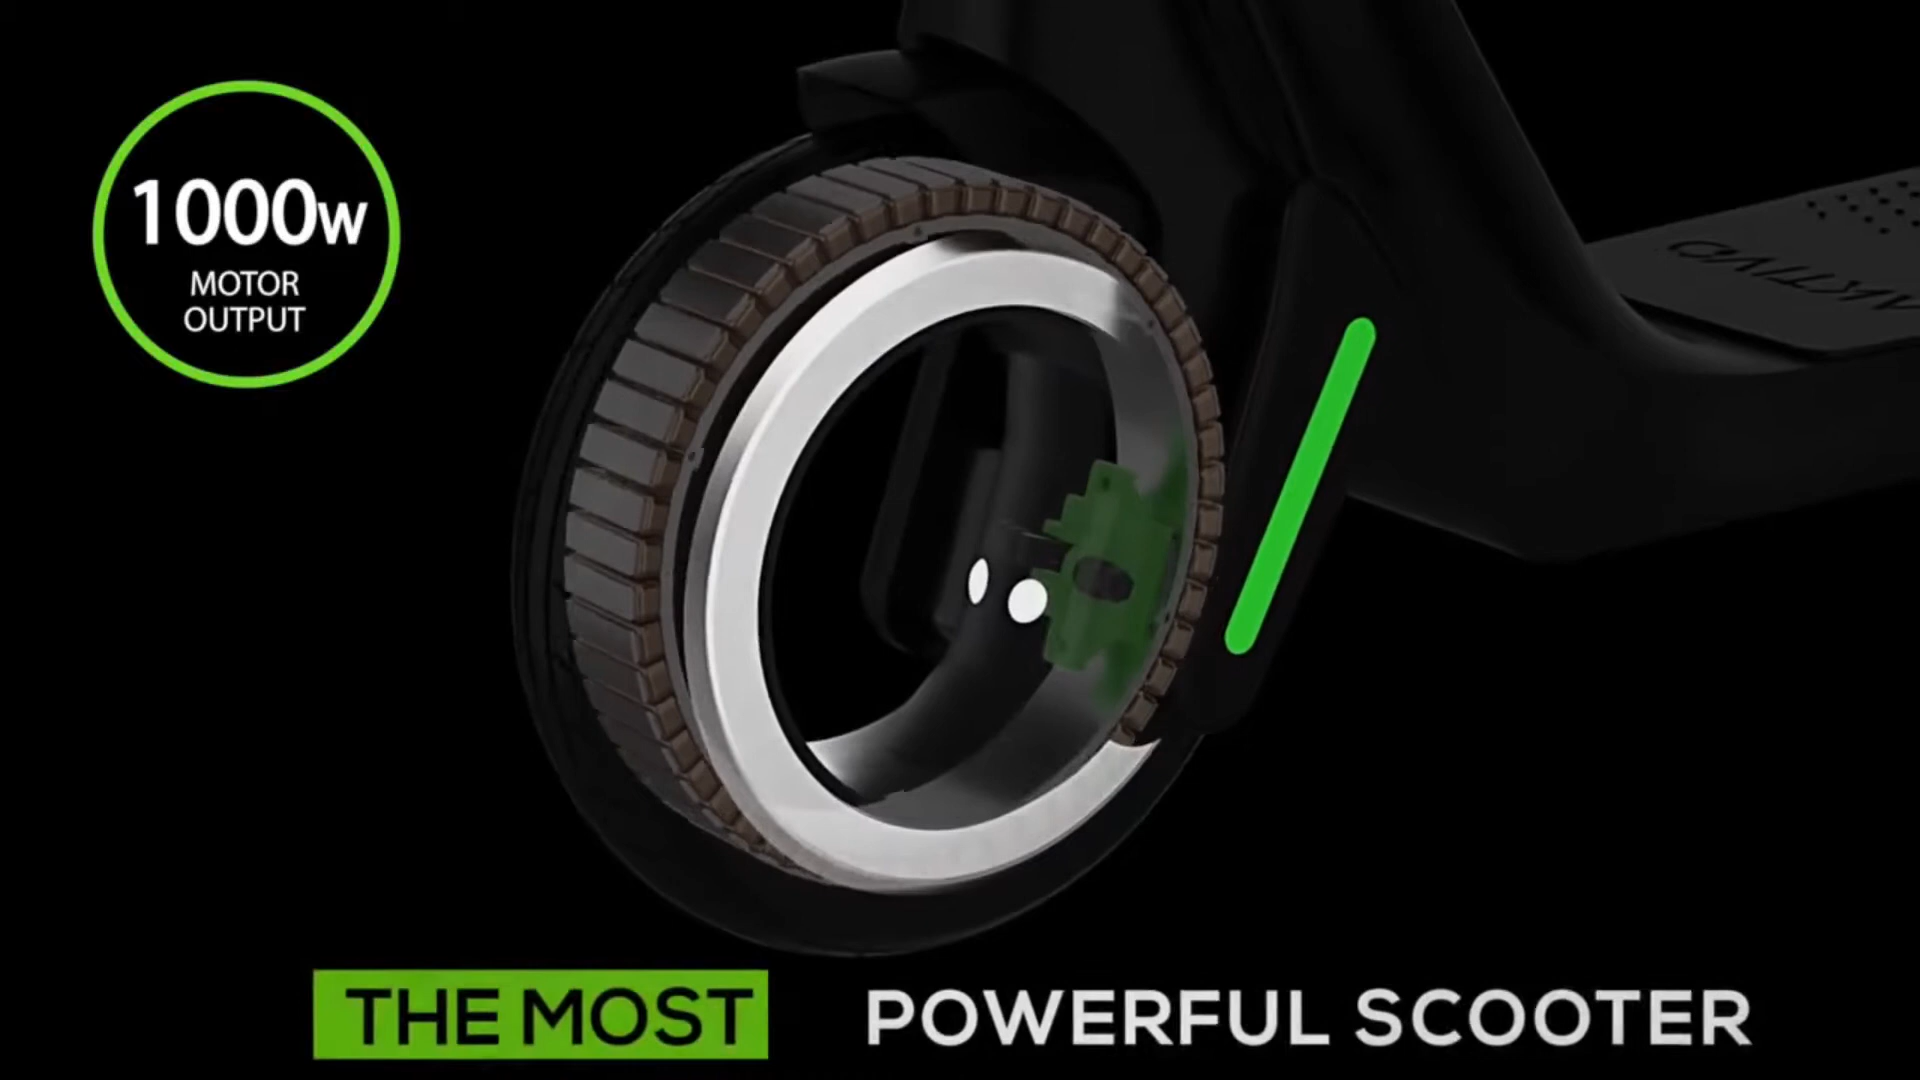 1000w
MOTOR
OUTPUT
THE MOST POWERFUL SCOOTER